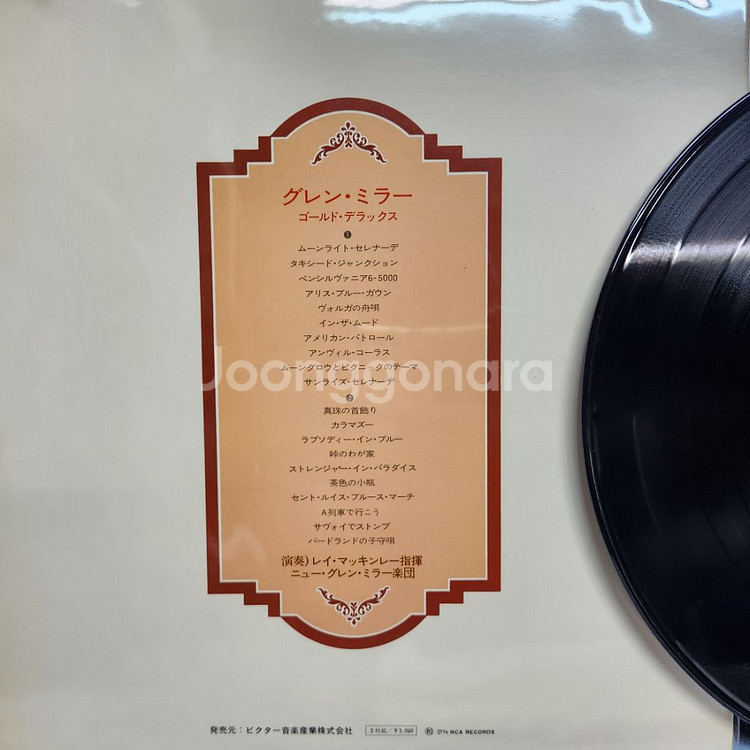 グレン・ミラー
ゴールド・デラックス
1
ムーンライト・セレナーデ
タキシード・ジャンクション
ペンシルヴァニア6-5000
アリス・ブルー・ガウン
ヴォルガの舟唄
イン・ザ・ムード
アメリカン・パトロール
アンヴィル・コーラス
ムーングロウとピクニックのテーマ
Joonggonara
サンライズ・セレナーデ
2
真珠の首飾り
カラマズー
ラプソディー・イン・ブルー
峠のわが家
ストレンジャー・イン・パラダイス
茶色の小瓶
セント・ルイス・ブルース・マーチ
A列車で行こう
サヴォイでストンプ
バードランドの子守唄
演奏)レイ・マッキンレー指揮
ニュー・グレン・ミラー楽団
発売元:ビクター音楽産業株式会社 2枚組/¥3,060 RCA RECORDS